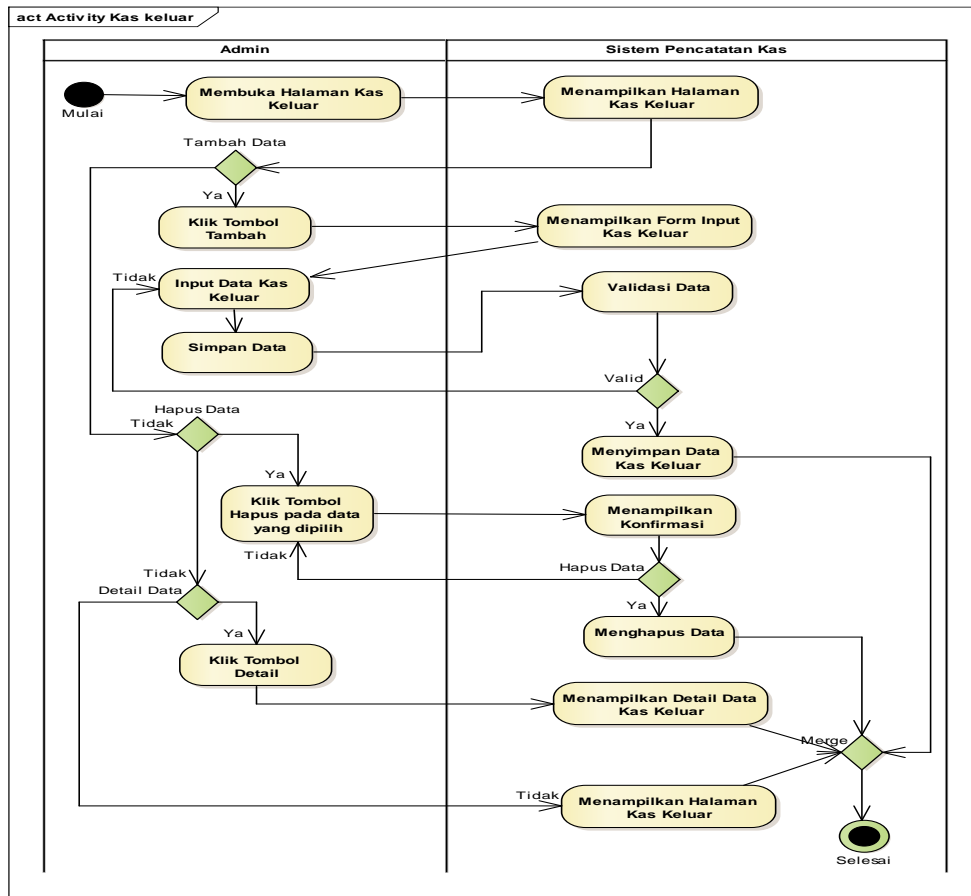 act Activity Kas keluar
Admin
Sistem Pencatatan Kas
Mulai
Membuka Halaman Kas
Keluar
Menampilkan Halaman
Kas Keluar
Tambah Data
Ya
Klik Tombol
Tambah
Menampilkan Form Input
Kas Keluar
Tidak
Input Data Kas
Keluar
Validasi Data
Simpan Data
Valid
Ya
Hapus Data
Tidak
Menyimpan Data
Kas Keluar
Ya
Klik Tombol
Hapus pada data
yang dipilih
Menampilkan
Konfirmasi
Tidak
Hapus Data
Ya
Tidak
Detail Data
Menghapus Data
Ya
Klik Tombol
Detail
Menampilkan Detail Data
Kas Keluar
Merge
Tidak
Menampilkan Halaman
Kas Keluar
Selesai